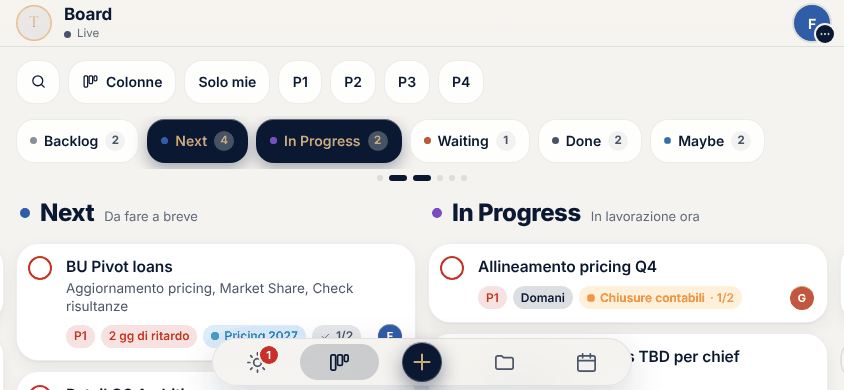 T
Board
Live
F
Colonne
Solo mie
P1
P2
P3
P4
Backlog 2
Next 4
In Progress 2
Waiting 1
Done 2
Maybe 2
Next Da fare a breve
In Progress In lavorazione ora
BU Pivot loans
Aggiornamento pricing, Market Share, Check
risultanze
P1 2 gg di ritardo Pricing 2027 1/2
Allineamento pricing Q4
P1 Domani Chiusure contabili · 1/2 G
1
TBD per chief